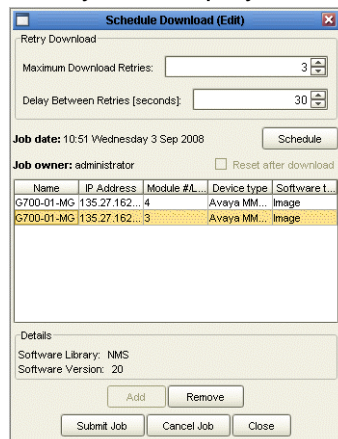 Schedule Download (Edit)
Retry Download
Maximum Download Retries: 3
Delay Between Retries [seconds]: 30
Job date: 10:51 Wednesday 3 Sep 2008 Schedule
Job owner: administrator Reset after download
Name IP Address Module #/L... Device type Software t...
G700-01-MG 135.27.162... 4 Avaya MM... Image
G700-01-MG 135.27.162... 3 Avaya MM... Image
Details
Software Library: NMS
Software Version: 20
Add Remove
Submit Job Cancel Job Close